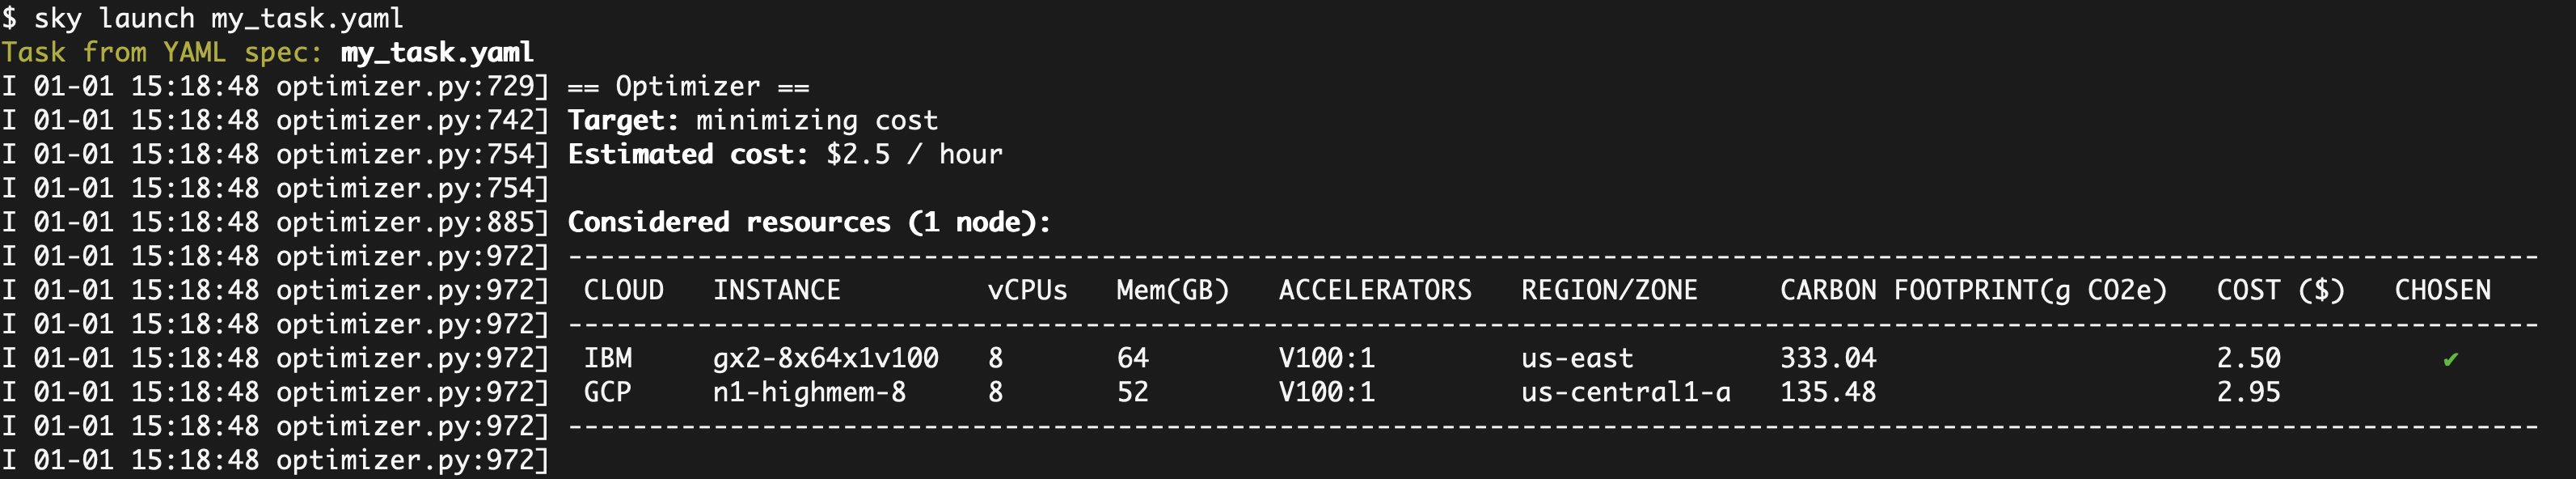 $ sky launch my_task.yaml
Task from YAML spec: my_task.yaml
I 01-01 15:18:48 optimizer.py:729] == Optimizer ==
I 01-01 15:18:48 optimizer.py:742] Target: minimizing cost
I 01-01 15:18:48 optimizer.py:754] Estimated cost: $2.5 / hour
I 01-01 15:18:48 optimizer.py:754]
I 01-01 15:18:48 optimizer.py:885] Considered resources (1 node):
I 01-01 15:18:48 optimizer.py:972] --------------------------------------------------------------------------------------------------------------------------
I 01-01 15:18:48 optimizer.py:972]  CLOUD   INSTANCE         vCPUs   Mem(GB)   ACCELERATORS   REGION/ZONE     CARBON FOOTPRINT(g CO2e)   COST ($)   CHOSEN
I 01-01 15:18:48 optimizer.py:972] --------------------------------------------------------------------------------------------------------------------------
I 01-01 15:18:48 optimizer.py:972]  IBM     gx2-8x64x1v100   8       64        V100:1         us-east         333.04                     2.50          ✔
I 01-01 15:18:48 optimizer.py:972]  GCP     n1-highmem-8     8       52        V100:1         us-central1-a   135.48                     2.95
I 01-01 15:18:48 optimizer.py:972] --------------------------------------------------------------------------------------------------------------------------
I 01-01 15:18:48 optimizer.py:972]